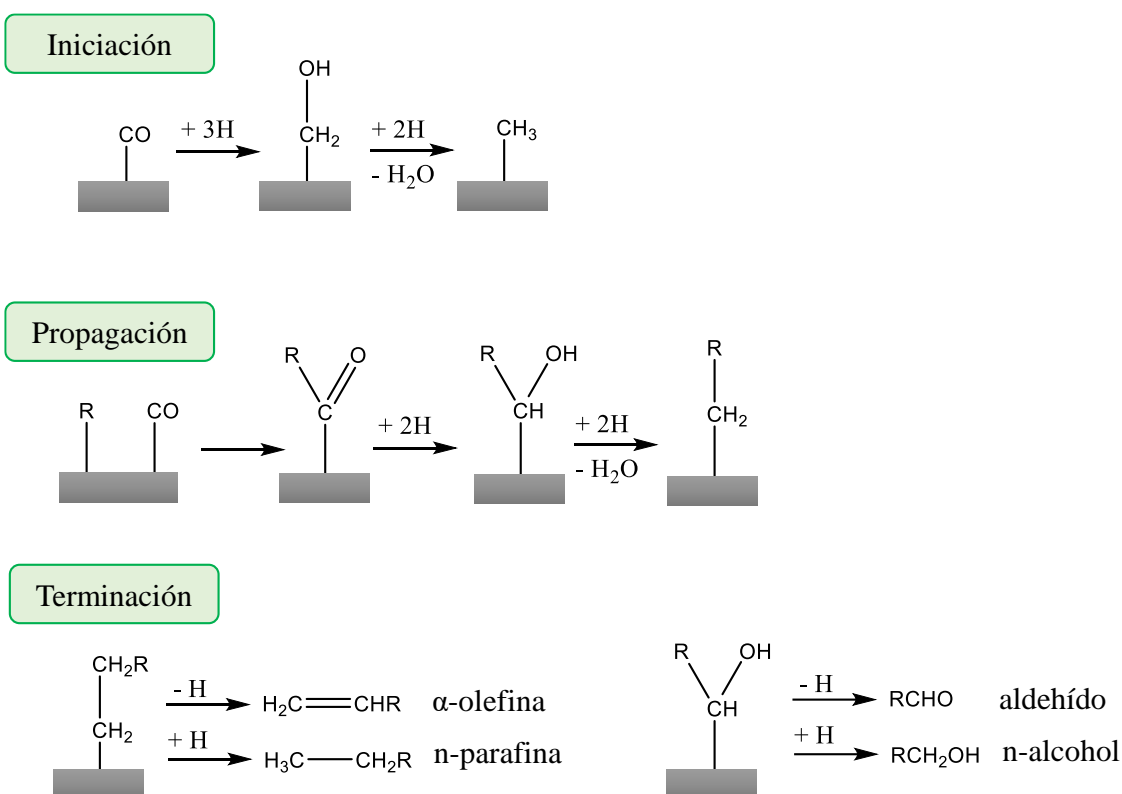 Iniciación
OH
CO
+ 3H
CH2
+ 2H
- H2O
CH3
Propagación
R
CO
R
O
C
+ 2H
R
OH
CH
+ 2H
- H2O
R
CH2
Terminación
CH2R
CH2
- H
H2C
CHR
α-olefina
+ H
H3C
CH2R
n-parafina
R
OH
CH
- H
RCHO
aldehído
+ H
RCH2OH
n-alcohol